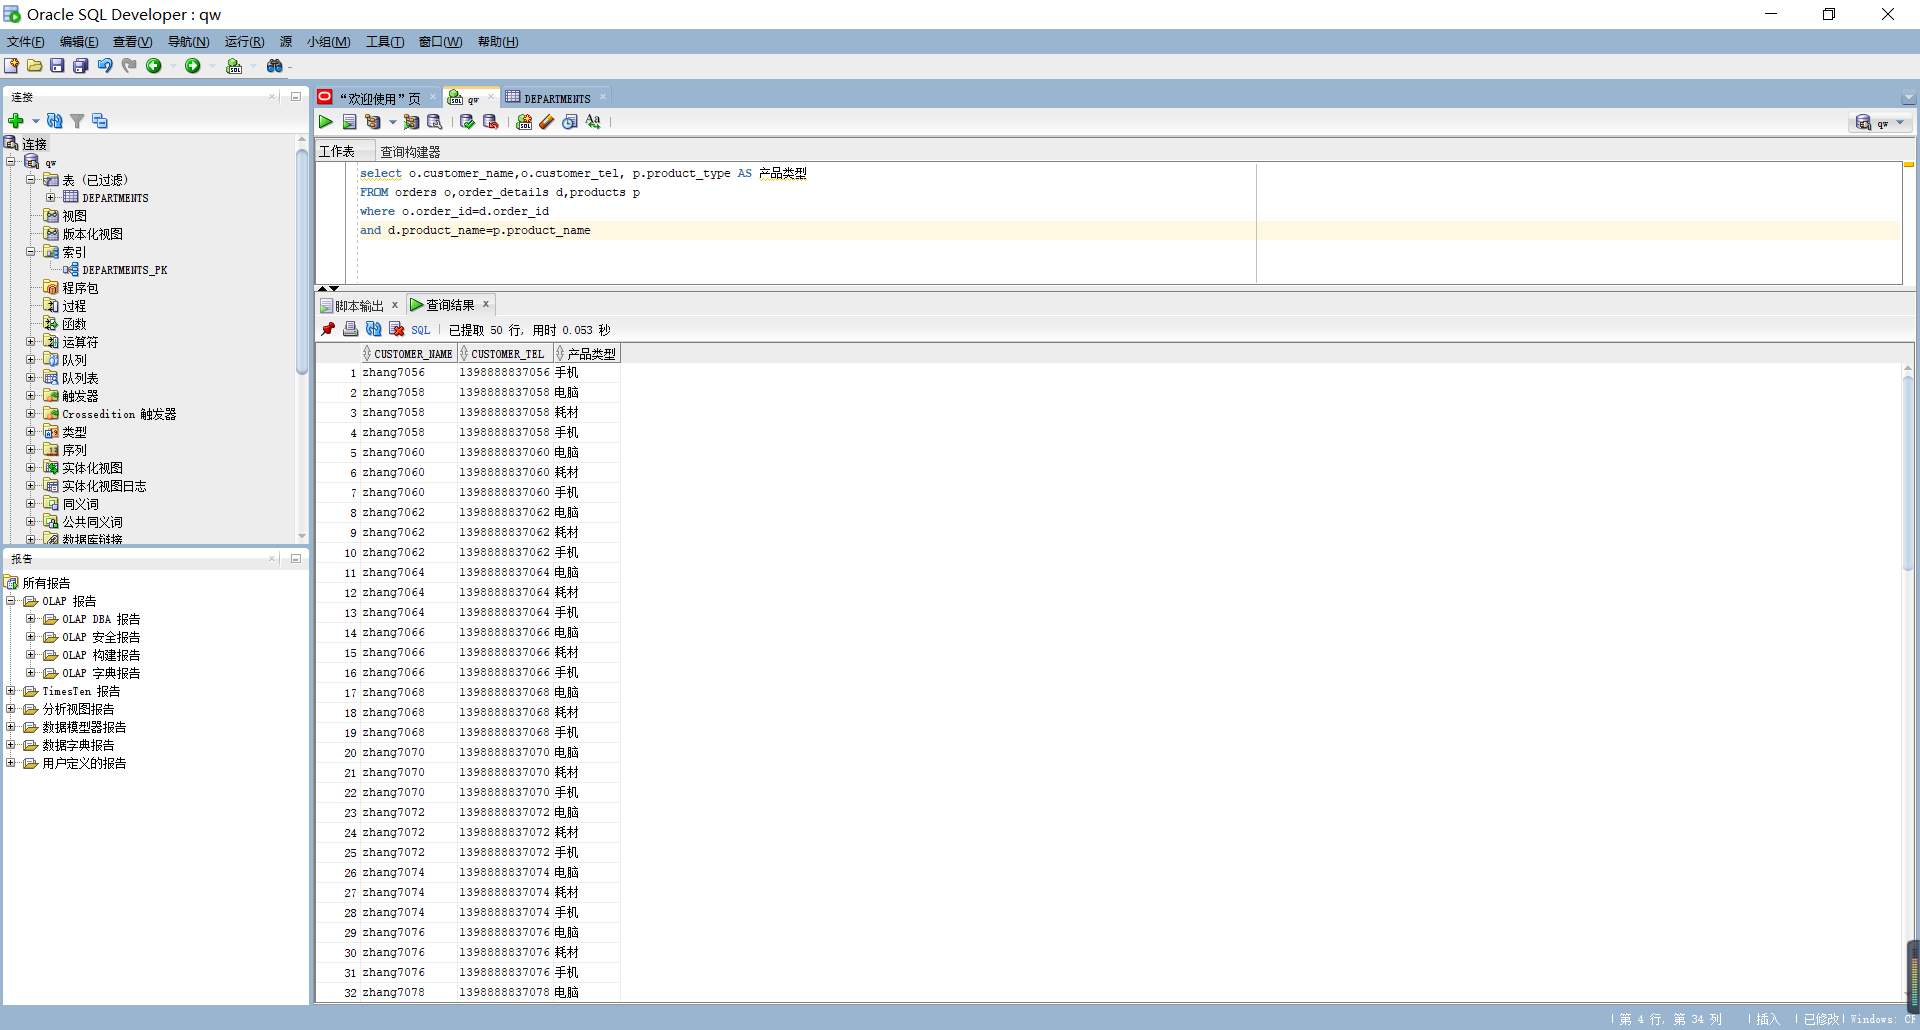 Oracle SQL Developer : qw
文件(F) 编辑(E) 查看(V) 导航(N) 运行(R) 源 小组(M) 工具(T) 窗口(W) 帮助(H)
连接
连接
qw
表 (已过滤)
DEPARTMENTS
视图
版本化视图
索引
DEPARTMENTS_PK
程序包
过程
函数
运算符
队列
队列表
触发器
Crossedition 触发器
类型
序列
实体化视图
实体化视图日志
同义词
公共同义词
数据库链接
报告
所有报告
OLAP 报告
OLAP DBA 报告
OLAP 安全报告
OLAP 构建报告
OLAP 字典报告
TimesTen 报告
分析视图报告
数据模型器报告
数据字典报告
用户定义的报告
“欢迎使用”页 qw DEPARTMENTS
qw
工作表 查询构建器
select o.customer_name,o.customer_tel, p.product_type AS 产品类型
FROM orders o,order_details d,products p
where o.order_id=d.order_id
and d.product_name=p.product_name
脚本输出 x 查询结果 x
SQL | 已提取 50 行, 用时 0.053 秒
CUSTOMER_NAME CUSTOMER_TEL 产品类型
1 zhang7056 1398888837056 手机
2 zhang7058 1398888837058 电脑
3 zhang7058 1398888837058 耗材
4 zhang7058 1398888837058 手机
5 zhang7060 1398888837060 电脑
6 zhang7060 1398888837060 耗材
7 zhang7060 1398888837060 手机
8 zhang7062 1398888837062 电脑
9 zhang7062 1398888837062 耗材
10 zhang7062 1398888837062 手机
11 zhang7064 1398888837064 电脑
12 zhang7064 1398888837064 耗材
13 zhang7064 1398888837064 手机
14 zhang7066 1398888837066 电脑
15 zhang7066 1398888837066 耗材
16 zhang7066 1398888837066 手机
17 zhang7068 1398888837068 电脑
18 zhang7068 1398888837068 耗材
19 zhang7068 1398888837068 手机
20 zhang7070 1398888837070 电脑
21 zhang7070 1398888837070 耗材
22 zhang7070 1398888837070 手机
23 zhang7072 1398888837072 电脑
24 zhang7072 1398888837072 耗材
25 zhang7072 1398888837072 手机
26 zhang7074 1398888837074 电脑
27 zhang7074 1398888837074 耗材
28 zhang7074 1398888837074 手机
29 zhang7076 1398888837076 电脑
30 zhang7076 1398888837076 耗材
31 zhang7076 1398888837076 手机
32 zhang7078 1398888837078 电脑
| 第 4 行, 第 34 列 | 插入 | 已修改 | Windows: CF